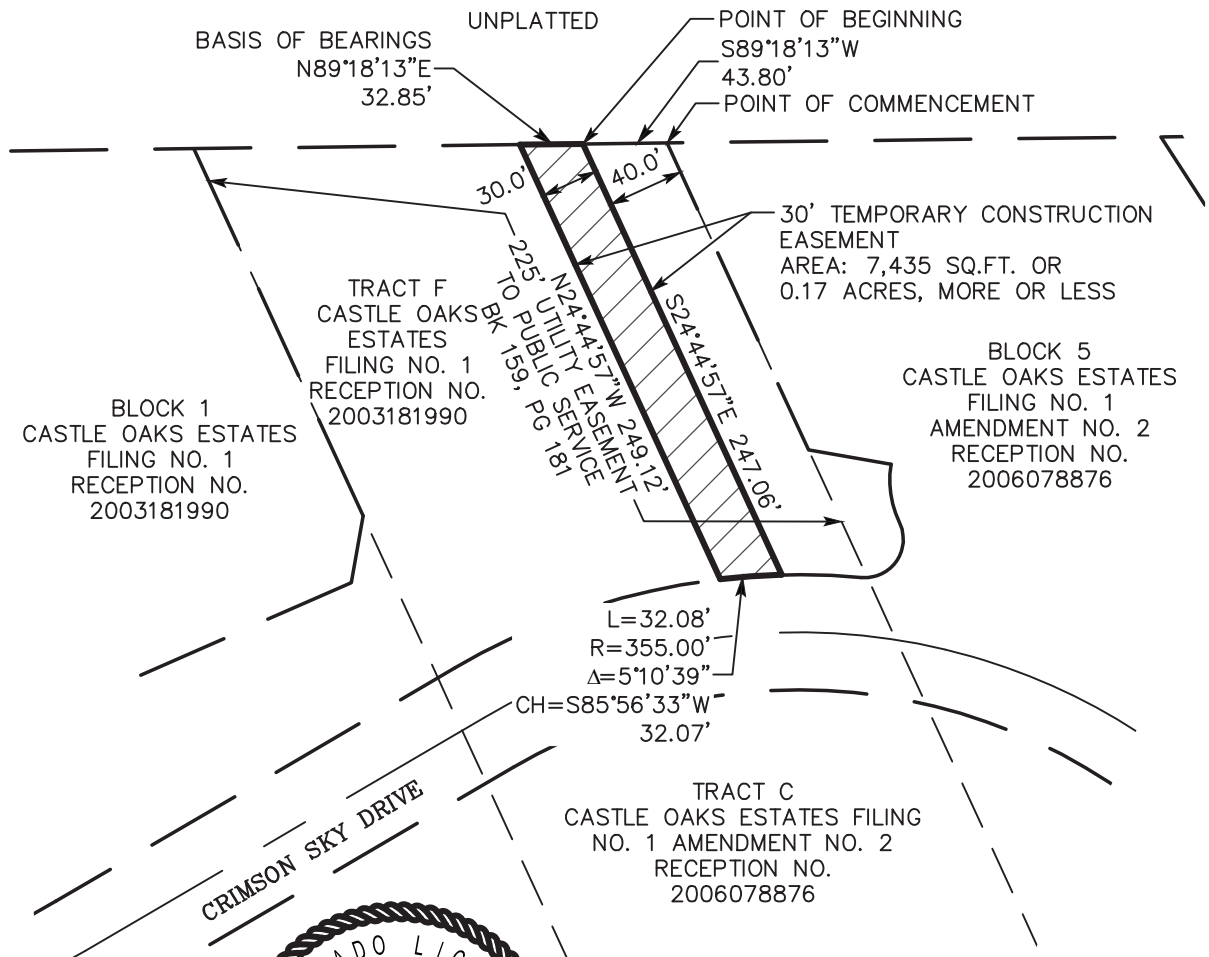 UNPLATTED
BASIS OF BEARINGS
N89°18'13"E
32.85'
POINT OF BEGINNING
S89°18'13"W
43.80'
POINT OF COMMENCEMENT
30.0'
40.0'
30' TEMPORARY CONSTRUCTION
EASEMENT
AREA: 7,435 SQ.FT. OR
0.17 ACRES, MORE OR LESS
TRACT F
CASTLE OAKS
ESTATES
FILING NO. 1
RECEPTION NO.
2003181990
225' UTILITY EASEMENT
TO PUBLIC SERVICE
BK 159, PG 181
N24°44'57"W 249.12'
S24°44'57"E 247.06'
BLOCK 5
CASTLE OAKS ESTATES
FILING NO. 1
AMENDMENT NO. 2
RECEPTION NO.
2006078876
BLOCK 1
CASTLE OAKS ESTATES
FILING NO. 1
RECEPTION NO.
2003181990
L=32.08'
R=355.00'
Δ=5°10'39"
CH=S85°56'33"W
32.07'
CRIMSON SKY DRIVE
TRACT C
CASTLE OAKS ESTATES FILING
NO. 1 AMENDMENT NO. 2
RECEPTION NO.
2006078876